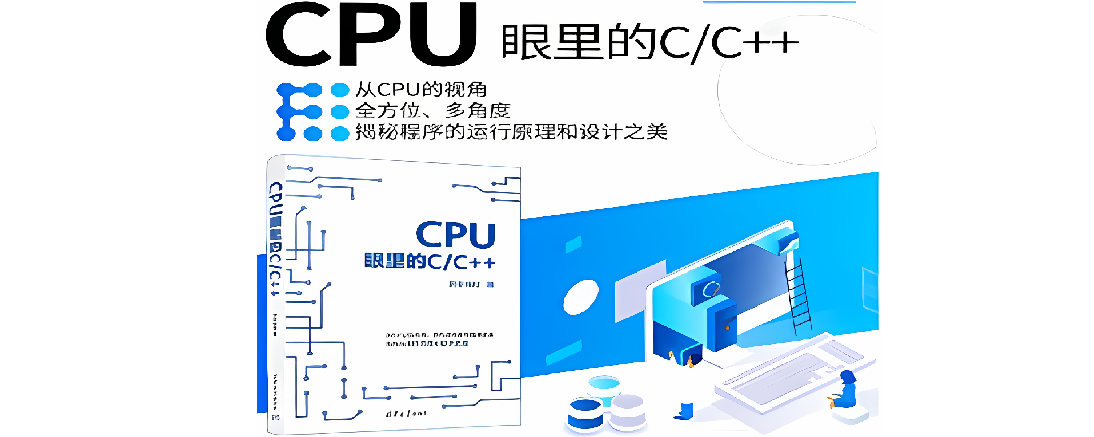 CPU 眼里的C/C++
从CPU的视角
全方位、多角度
揭秘程序的运行原理和设计之美
CPU
眼里的C/C++
著
CPU眼里的C/C++